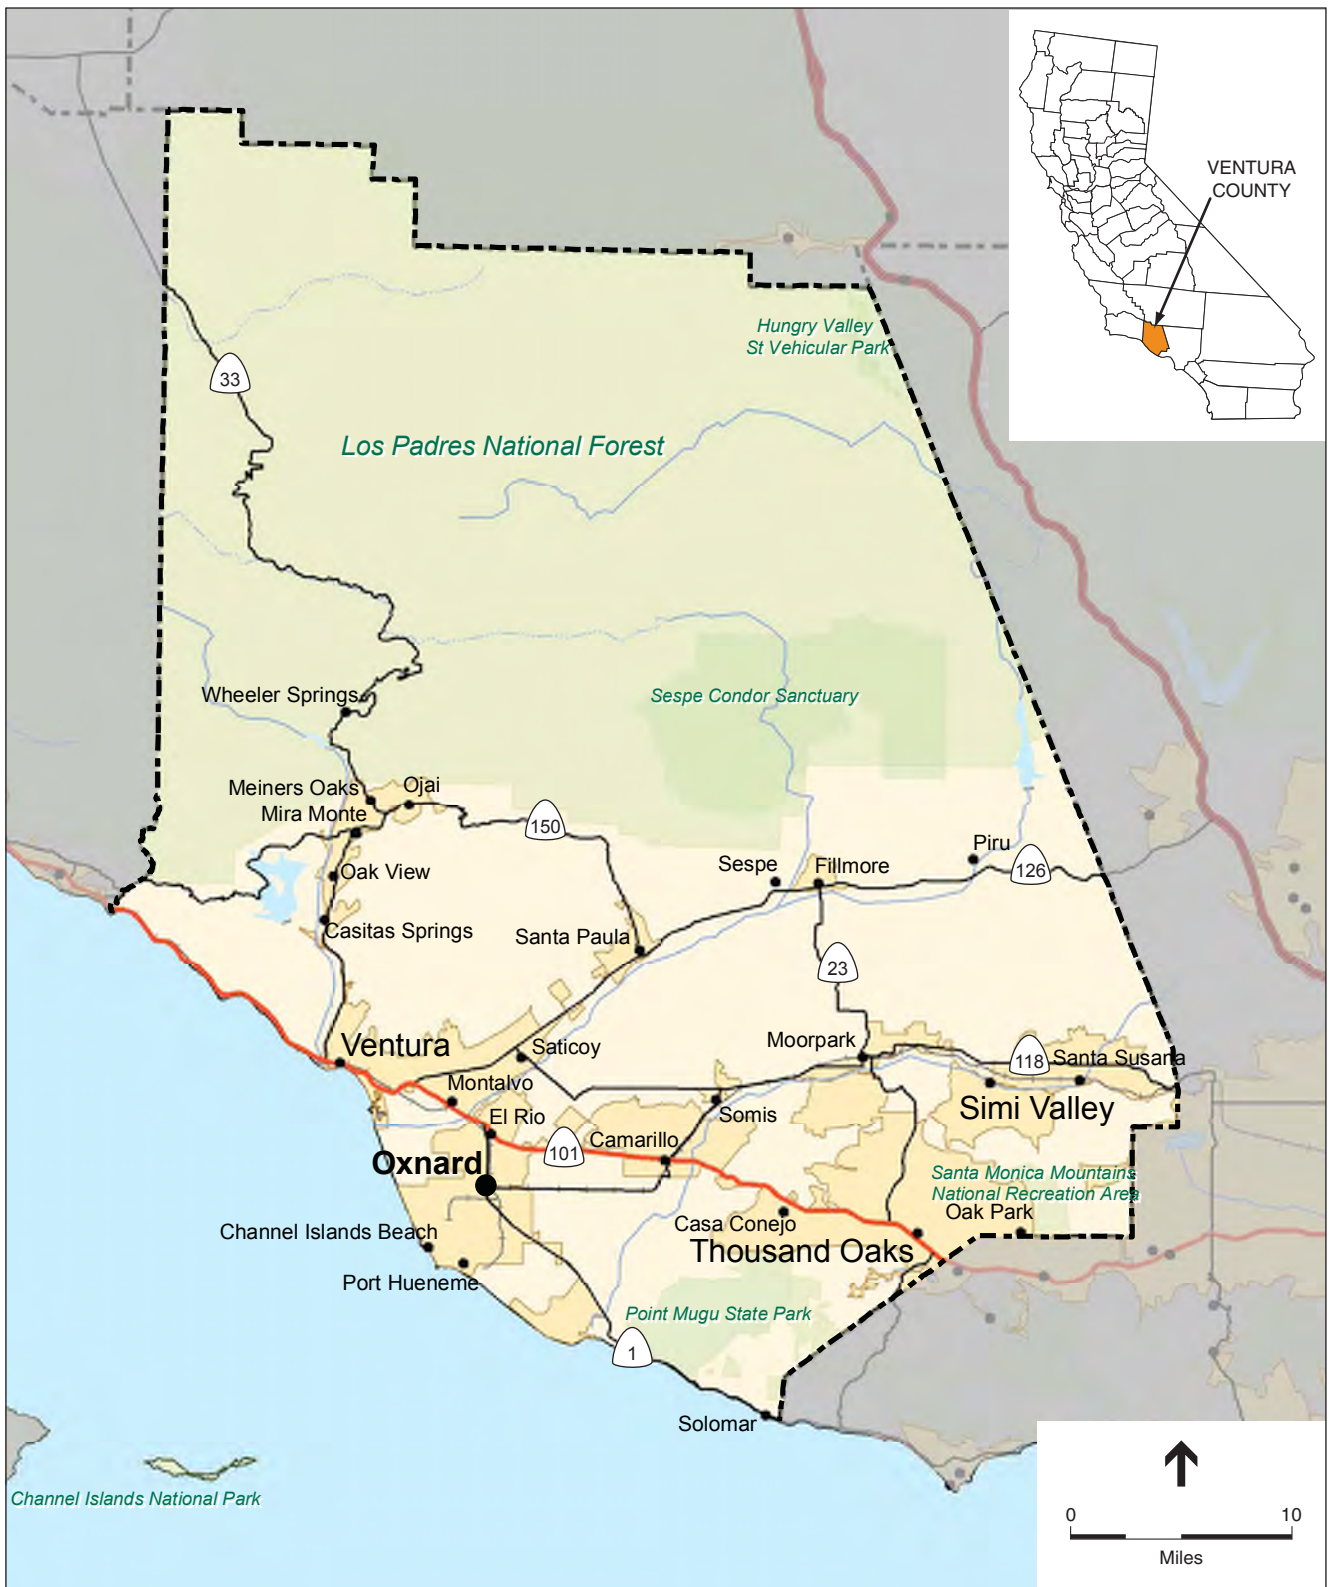 VENTURA
COUNTY
Hungry Valley
St Vehicular Park
33
Los Padres National Forest
Wheeler Springs
Sespe Condor Sanctuary
Meiners Oaks
Ojai
Mira Monte
150
Piru
Sespe
Fillmore
126
Oak View
Casitas Springs
Santa Paula
23
Ventura
Saticoy
Moorpark
118
Santa Susana
Montalvo
Simi Valley
El Rio
Somis
Camarillo
101
Oxnard
Santa Monica Mountains
National Recreation Area
Oak Park
Casa Conejo
Channel Islands Beach
Thousand Oaks
Port Hueneme
Point Mugu State Park
1
Solomar
Channel Islands National Park
0 10
Miles